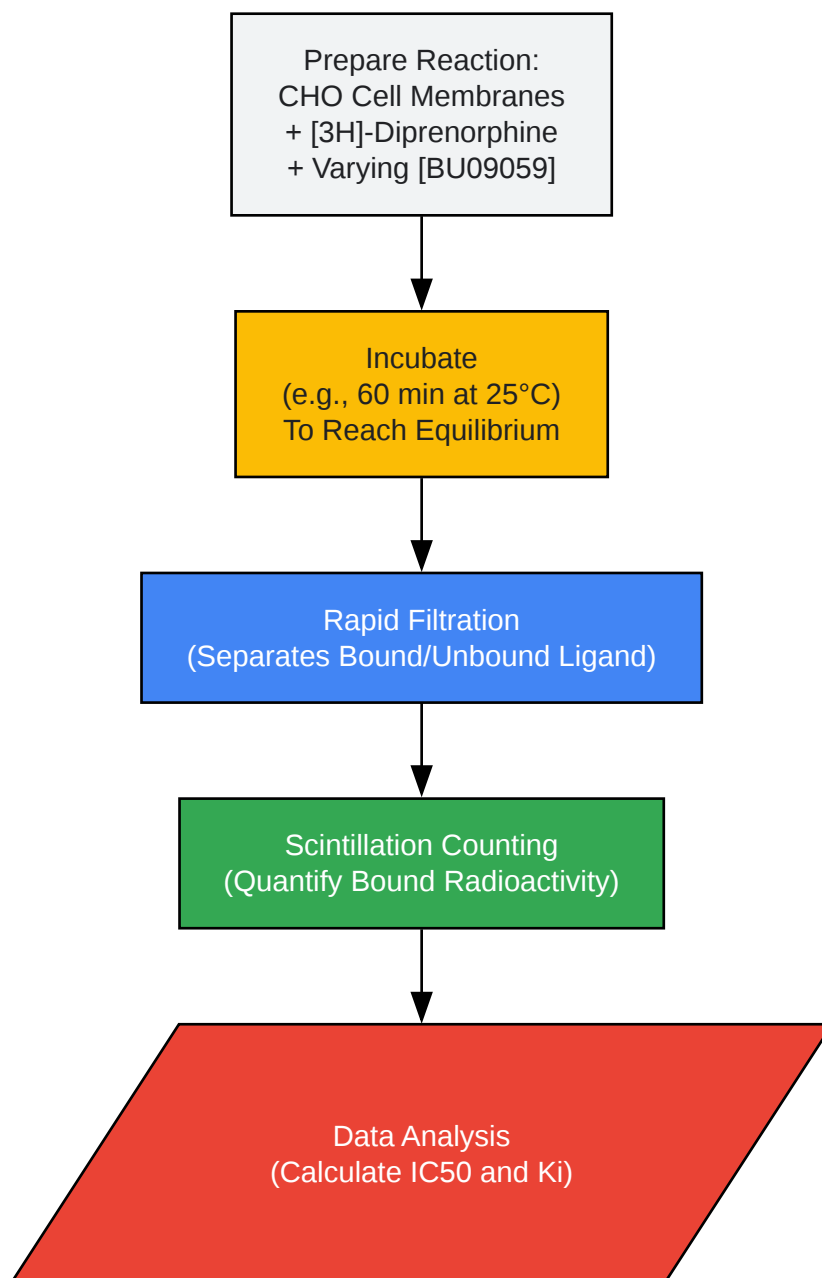 Prepare Reaction:
CHO Cell Membranes
+ [3H]-Diprenorphine
+ Varying [BU09059]
Incubate
(e.g., 60 min at 25°C)
To Reach Equilibrium
Rapid Filtration
(Separates Bound/Unbound Ligand)
Scintillation Counting
(Quantify Bound Radioactivity)
Data Analysis
(Calculate IC50 and Ki)